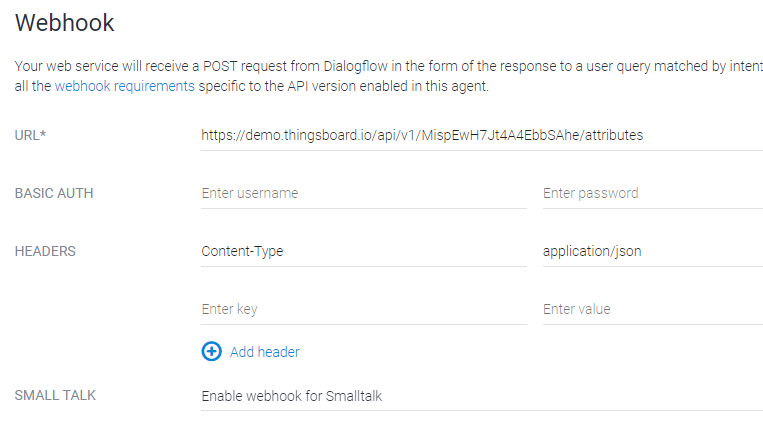 Webhook
Your web service will receive a POST request from Dialogflow in the form of the response to a user query matched by inten
all the webhook requirements specific to the API version enabled in this agent.
URL* https://demo.thingsboard.io/api/v1/MispEwH7Jt4A4EbbSAhe/attributes
BASIC AUTH Enter username Enter password
HEADERS Content-Type application/json
Enter key Enter value
Add header
SMALL TALK Enable webhook for Smalltalk